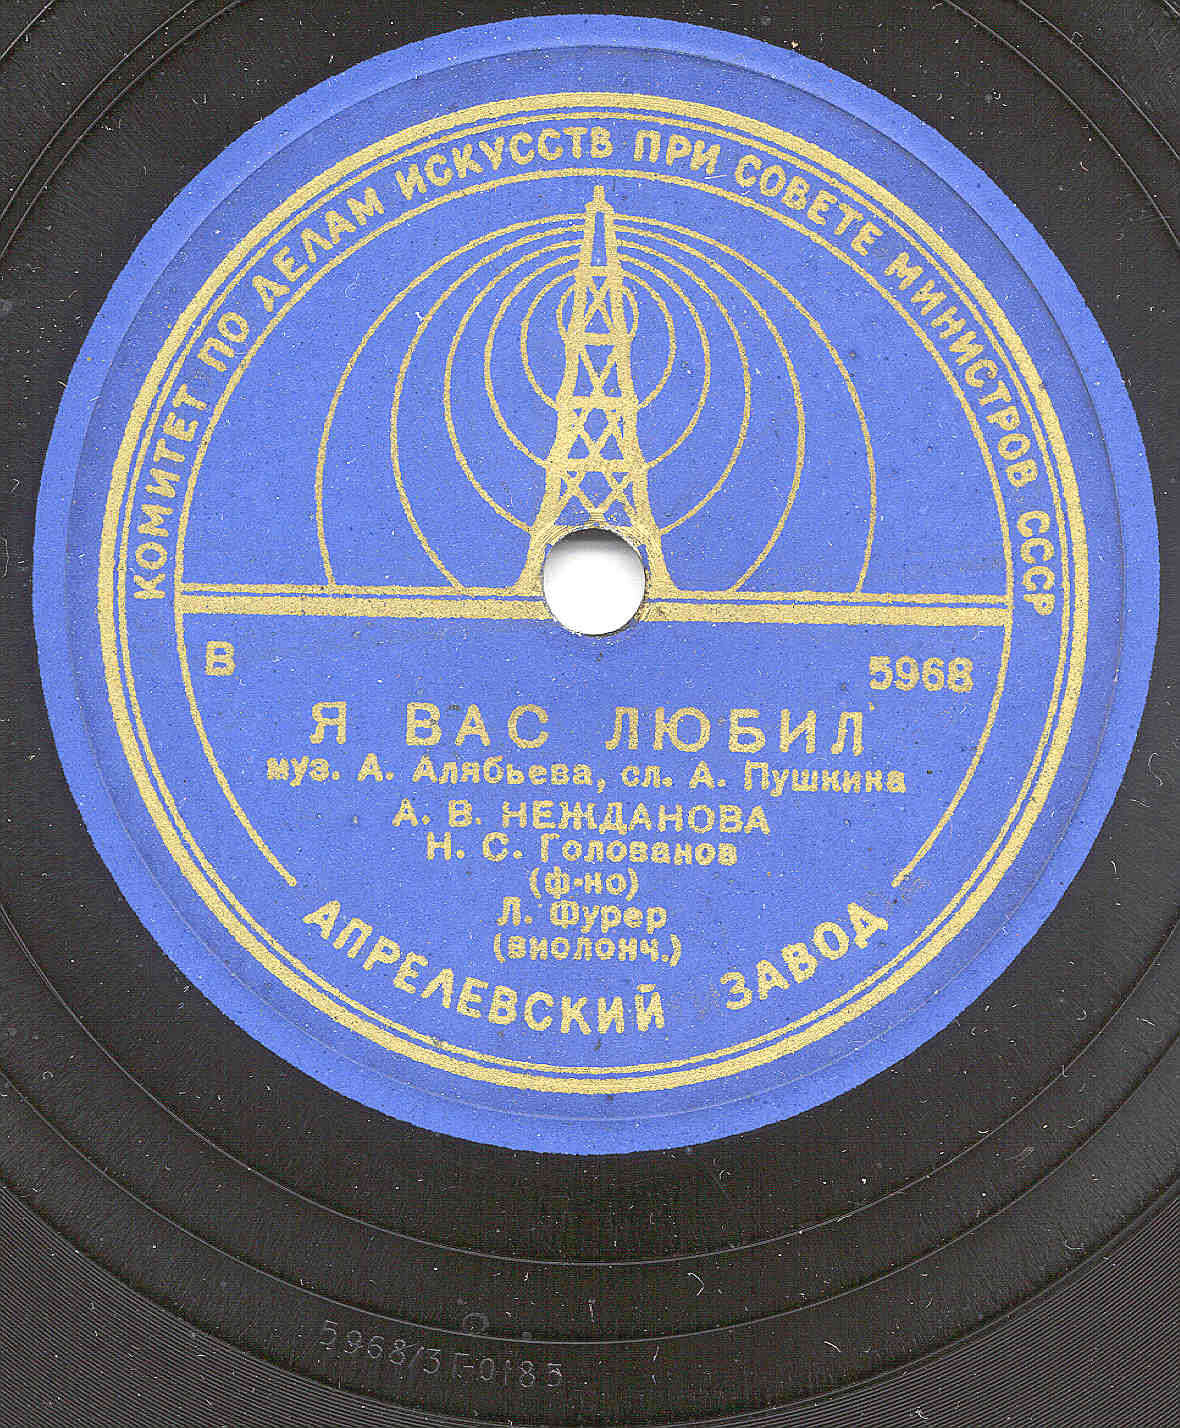 КОМИТЕТ ПО ДЕЛАМ ИСКУССТВ ПРИ СОВЕТЕ МИНИСТРОВ СССР
В 5968
Я ВАС ЛЮБИЛ
муз. А. Алябьева, сл. А. Пушкина
А. В. НЕЖДАНОВА
Н. С. Голованов
(ф-но)
Л. Фурер
(виолонч.)
АПРЕЛЕВСКИЙ ЗАВОД
5968/3Г-0183